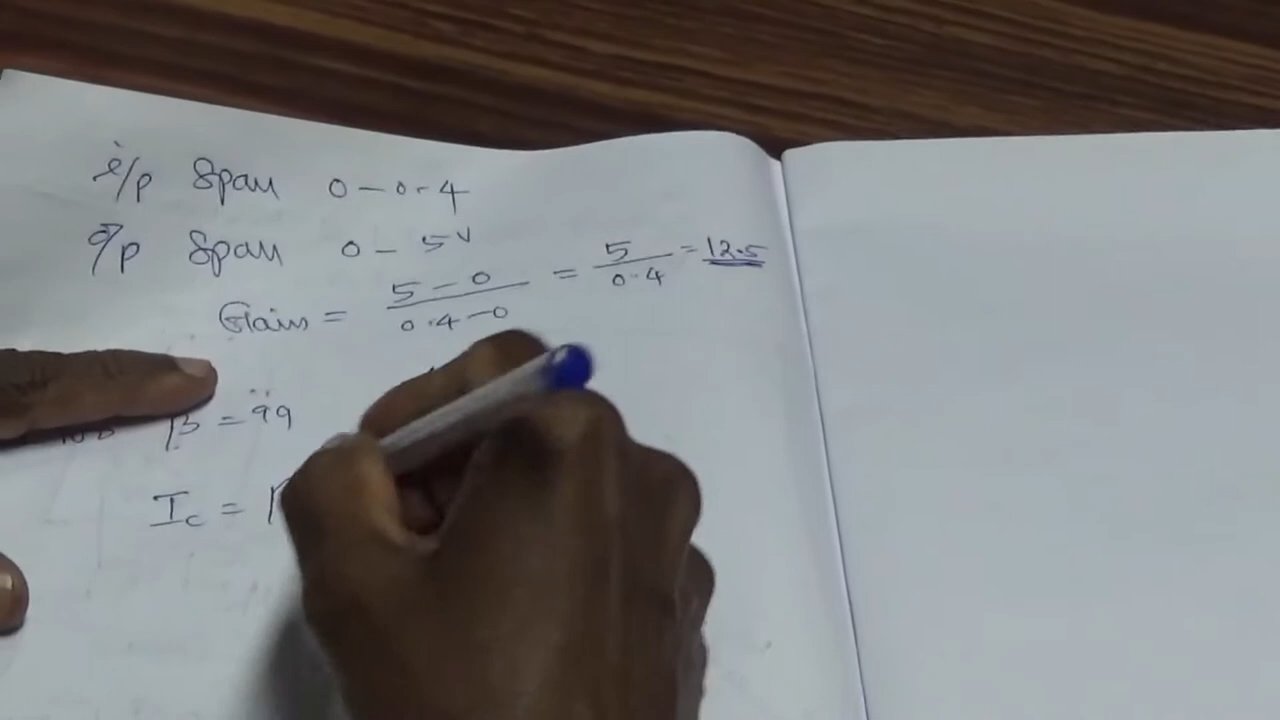 i/p Span 0-0.4
o/p Span 0-5V
Gain = 5-0/0.4-0 = 5/0.4 = 12.5
β = 99
Ic =